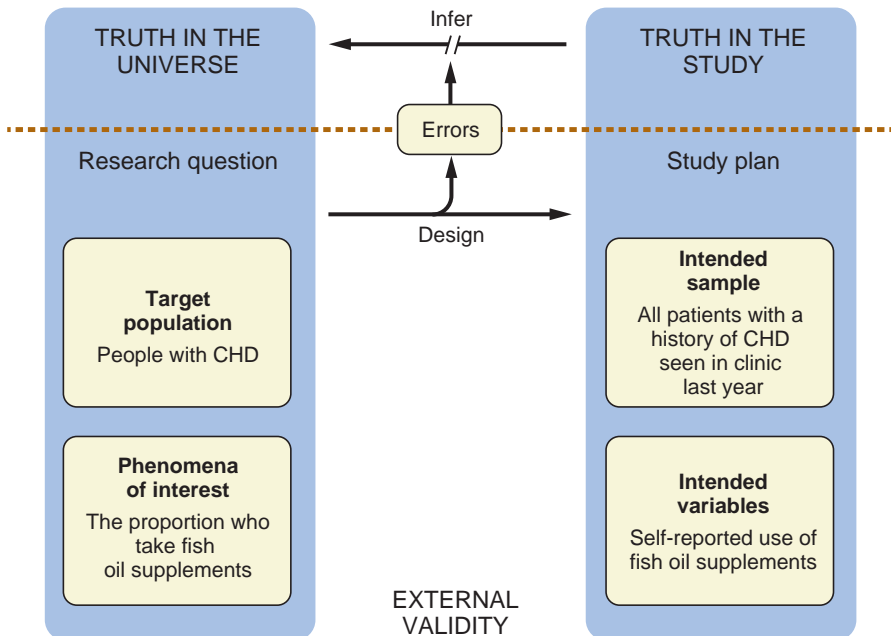 Infer
TRUTH IN THE
UNIVERSE
TRUTH IN THE
STUDY
Errors
Research question
Study plan
Design
Target
population
People with CHD
Intended
sample
All patients with a
history of CHD
seen in clinic
last year
Phenomena
of interest
The proportion who
take fish
oil supplements
Intended
variables
Self-reported use of
fish oil supplements
EXTERNAL
VALIDITY